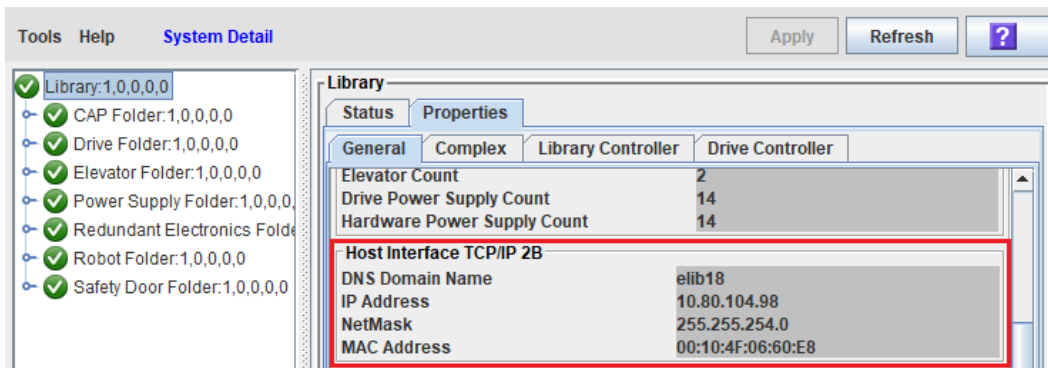 Tools Help System Detail Apply Refresh ?
Library:1,0,0,0,0
CAP Folder:1,0,0,0,0
Drive Folder:1,0,0,0,0
Elevator Folder:1,0,0,0,0
Power Supply Folder:1,0,0,0,
Redundant Electronics Folde
Robot Folder:1,0,0,0,0
Safety Door Folder:1,0,0,0,0
Library
Status Properties
General Complex Library Controller Drive Controller
Elevator Count 2
Drive Power Supply Count 14
Hardware Power Supply Count 14
Host Interface TCP/IP 2B
DNS Domain Name elib18
IP Address 10.80.104.98
NetMask 255.255.254.0
MAC Address 00:10:4F:06:60:E8